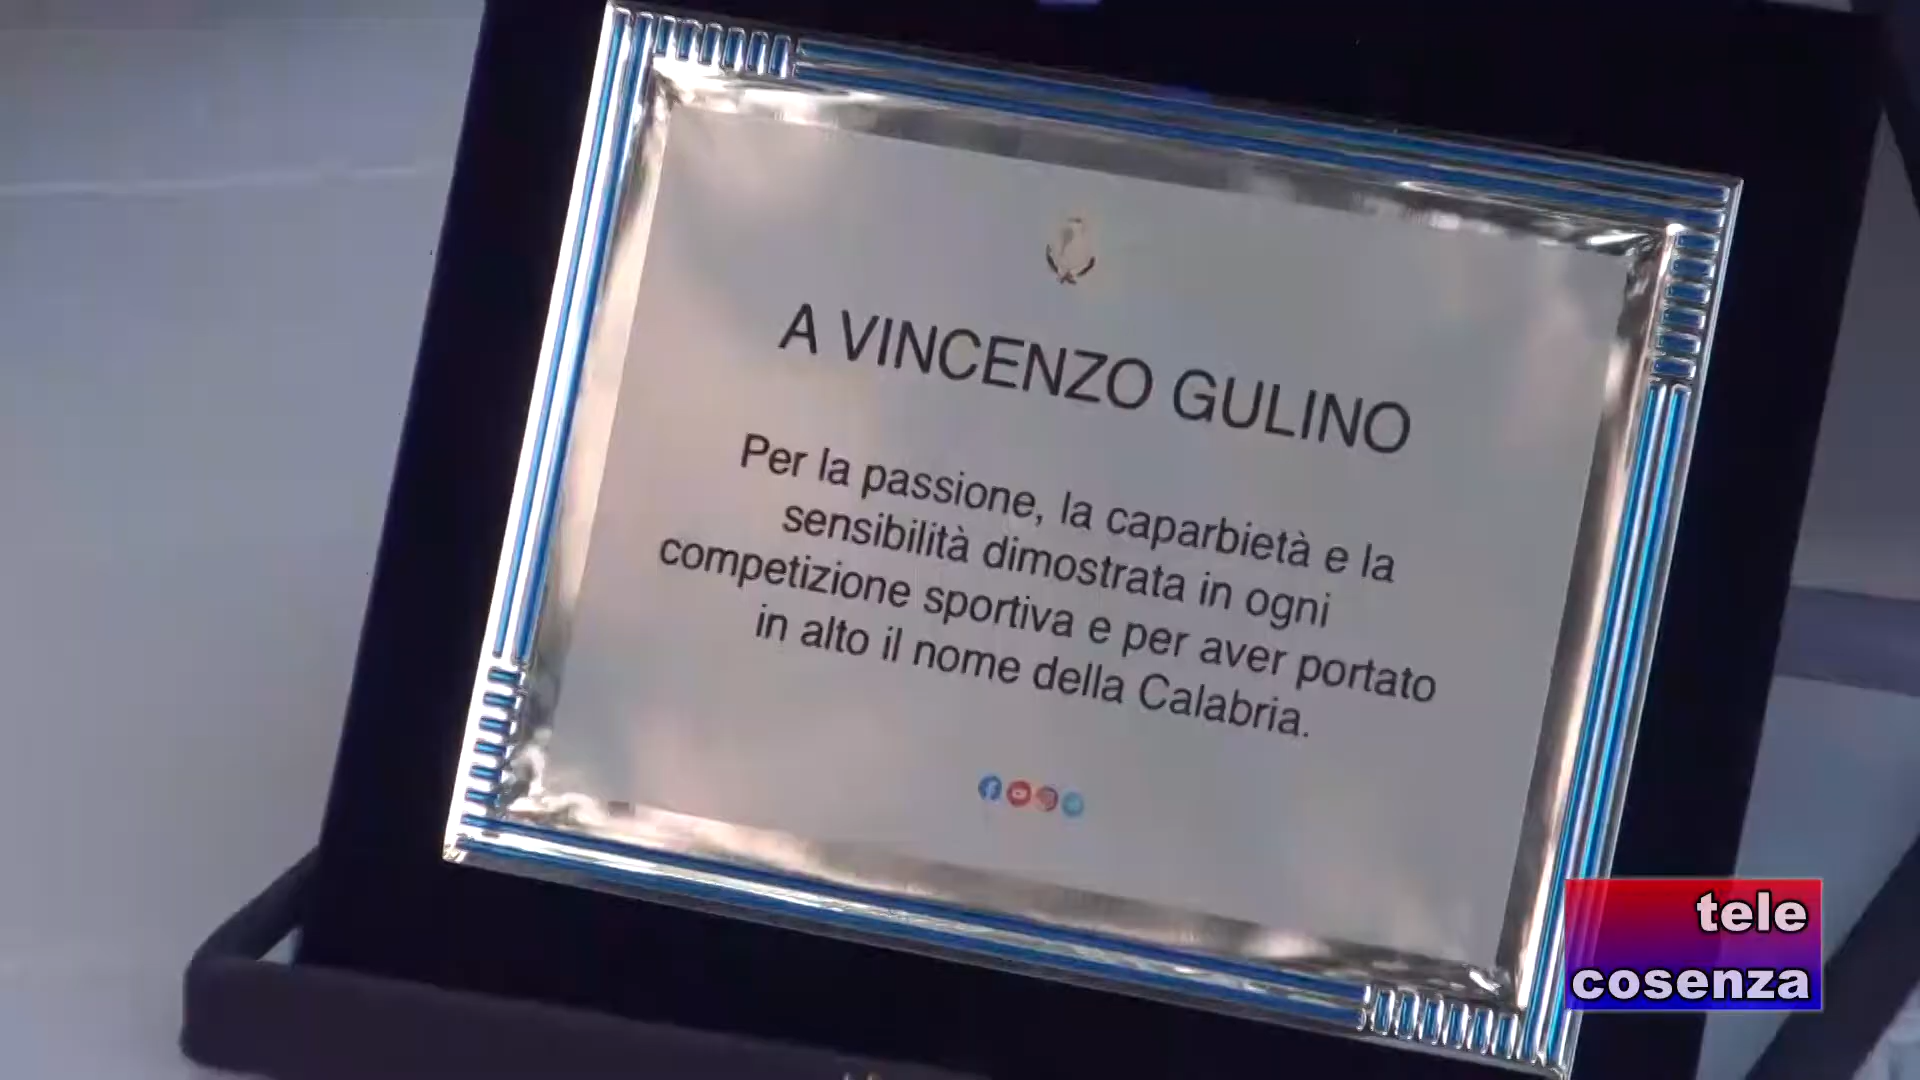 A VINCENZO GULINO
Per la passione, la caparbietà e la
sensibilità dimostrata in ogni
competizione sportiva e per aver portato
in alto il nome della Calabria.
tele
cosenza